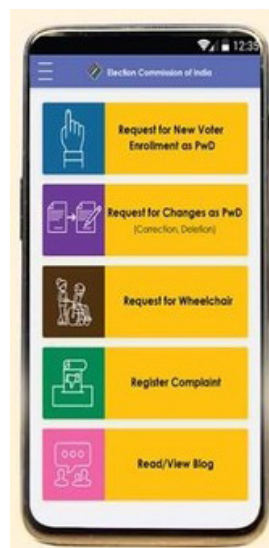 12:35
Election Commission of India
Request for New Voter
Enrollment as PwD
Request for Changes as PwD
(Correction, Deletion)
Request for Wheelchair
Register Complaint
Read/View Blog